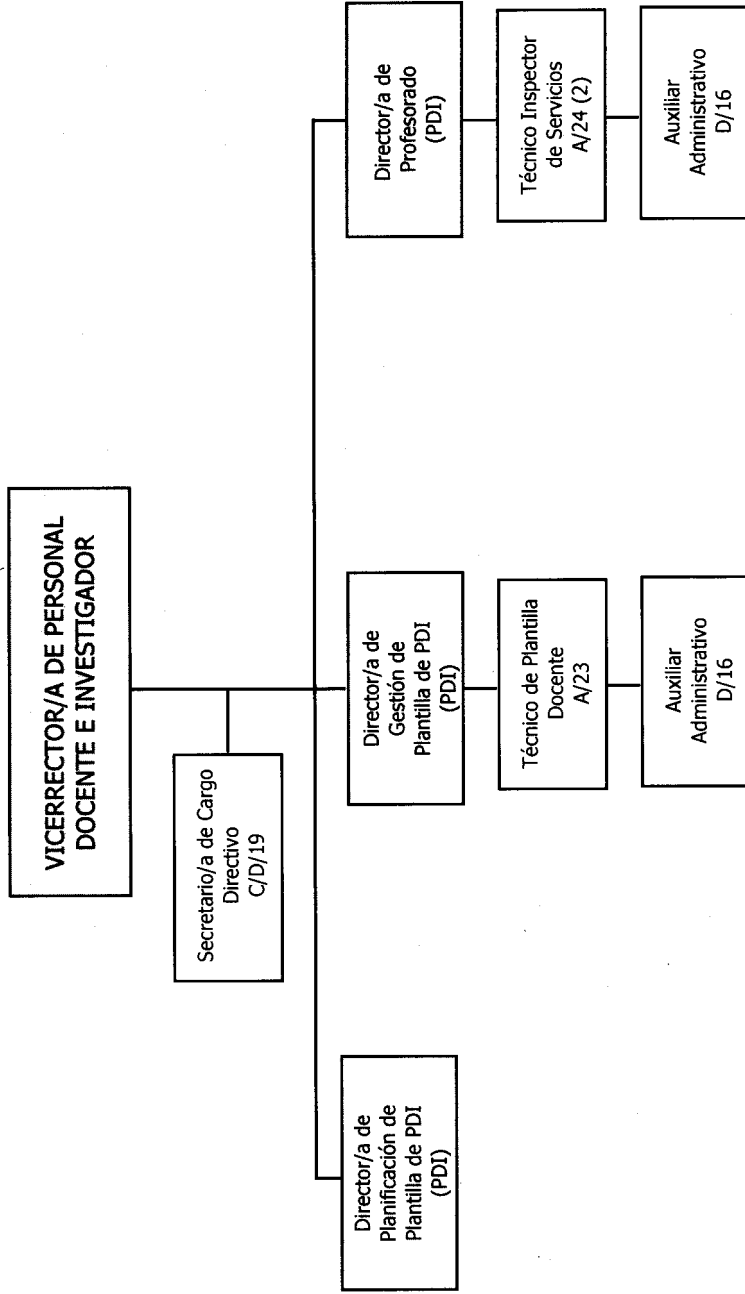 VICERRECTOR/A DE PERSONAL
DOCENTE E INVESTIGADOR
Secretario/a de Cargo
Directivo
C/D/19
Director/a de
Planificación de
Plantilla de PDI
(PDI)
Director/a de
Gestión de
Plantilla de PDI
(PDI)
Técnico de Plantilla
Docente
A/23
Auxiliar
Administrativo
D/16
Director/a de
Profesorado
(PDI)
Técnico Inspector
de Servicios
A/24 (2)
Auxiliar
Administrativo
D/16